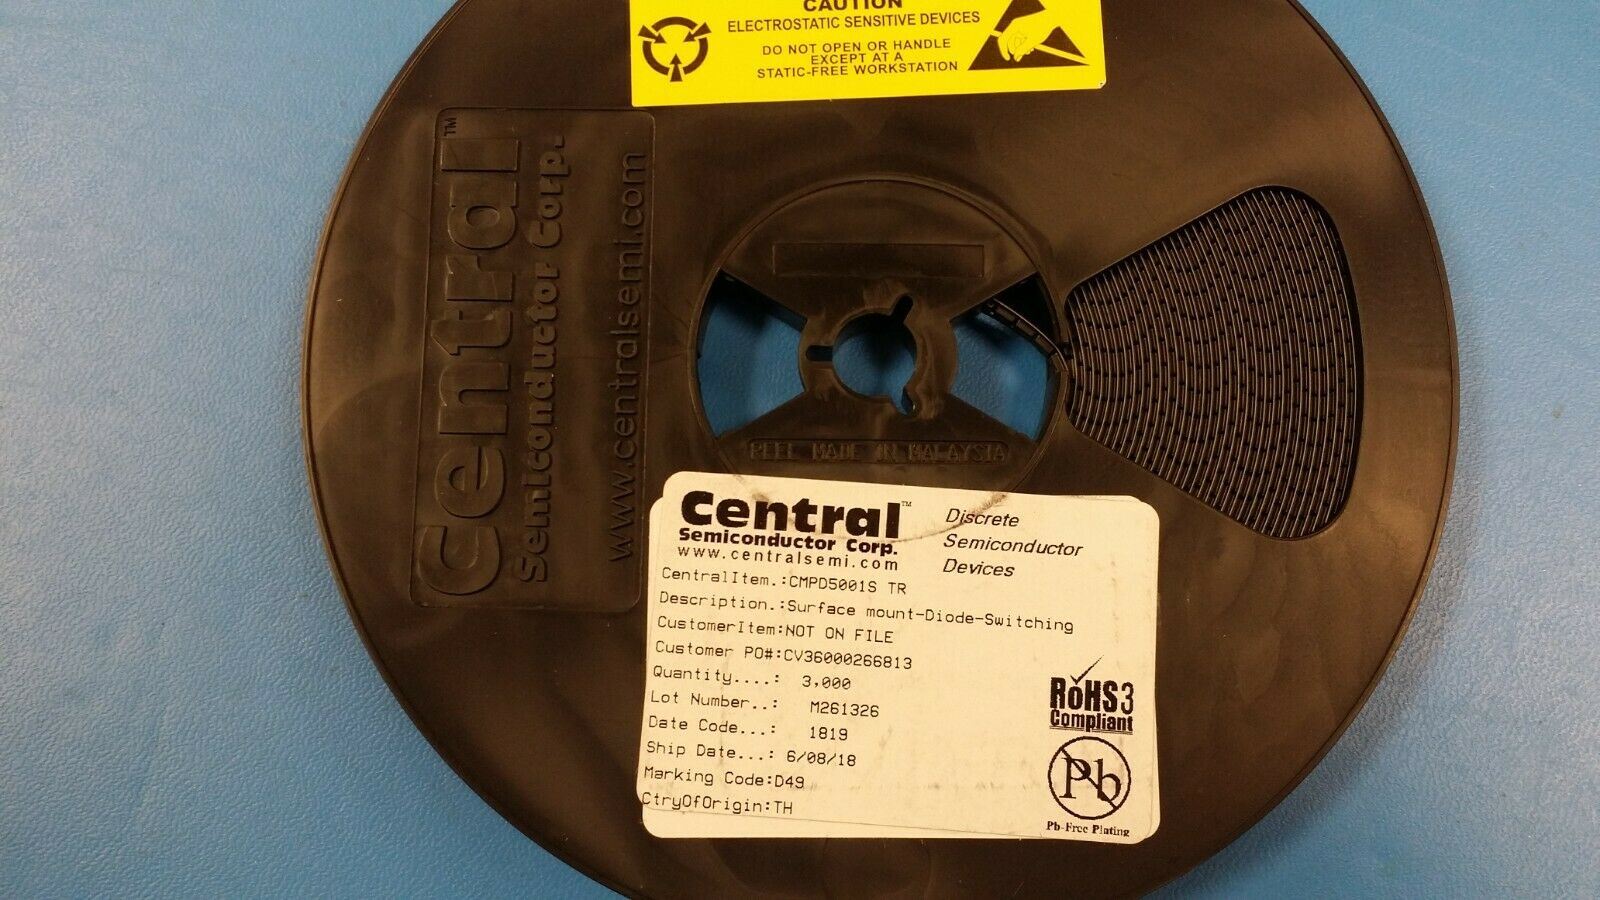 CAUTION
ELECTROSTATIC SENSITIVE DEVICES
DO NOT OPEN OR HANDLE
EXCEPT AT A
STATIC-FREE WORKSTATION
Central™
Semiconductor Corp.
www.centralsemi.com
REEL MADE IN MALAYSIA
Central™
Semiconductor Corp.
www.centralsemi.com
Discrete
Semiconductor
Devices
CentralItem.:CMPD5001S TR
Description.:Surface mount-Diode-Switching
CustomerItem:NOT ON FILE
Customer PO#:CV36000266813
Quantity....: 3,000
Lot Number..: M261326
Date Code...: 1819
Ship Date...: 6/08/18
Marking Code:D49
CtryOfOrigin:TH
RoHS3
Compliant
Pb
Pb-Free Plating